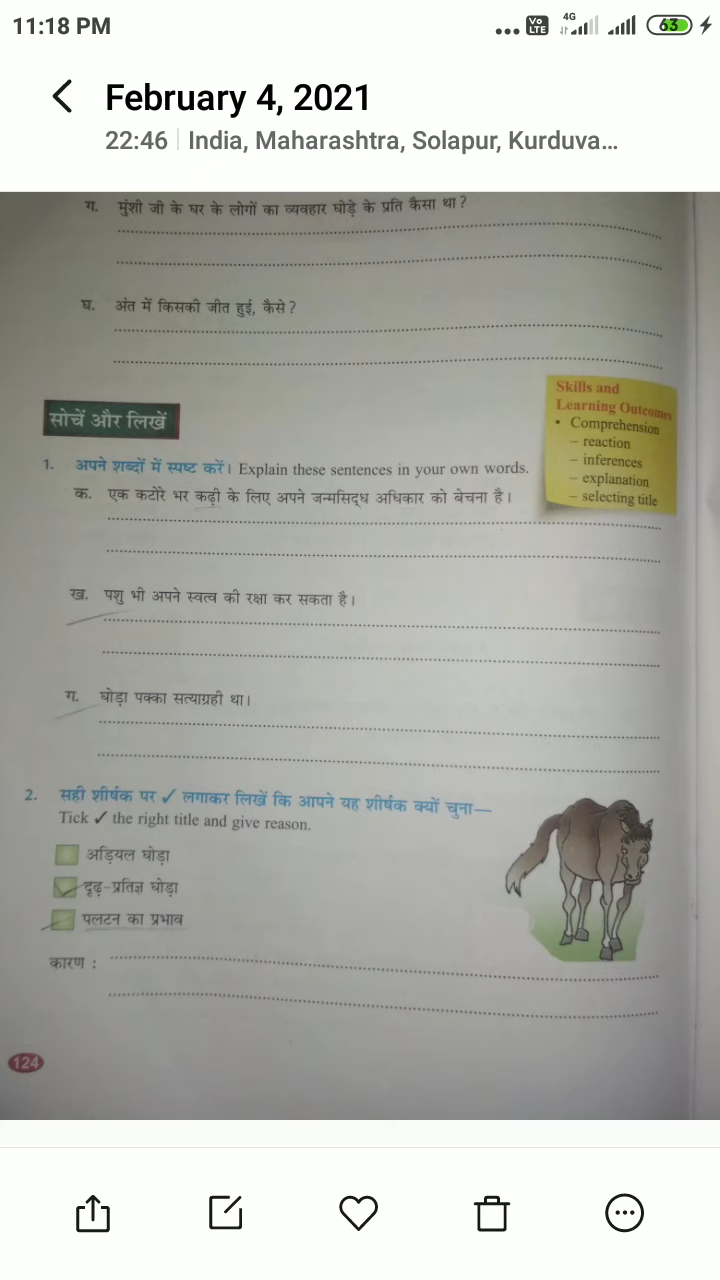 11:18 PM
Vo LTE
4G
63
February 4, 2021
22:46 | India, Maharashtra, Solapur, Kurduva...
ग. मुंशी जी के घर के लोगों का व्यवहार घोड़े के प्रति कैसा था?
घ. अंत में किसकी जीत हुई, कैसे?
Skills and
Learning Outcomes
• Comprehension
– reaction
– inferences
– explanation
– selecting title
सोचें और लिखें
1. अपने शब्दों में स्पष्ट करें। Explain these sentences in your own words.
क. एक कटोरे भर कढ़ी के लिए अपने जन्मसिद्ध अधिकार को बेचना है।
ख. पशु भी अपने स्वत्व की रक्षा कर सकता है।
ग. घोड़ा पक्का सत्याग्रही था।
2. सही शीर्षक पर ✓ लगाकर लिखें कि आपने यह शीर्षक क्यों चुना—
Tick ✓ the right title and give reason.
अड़ियल घोड़ा
दृढ़-प्रतिज्ञ घोड़ा
पलटन का प्रभाव
कारण :
124